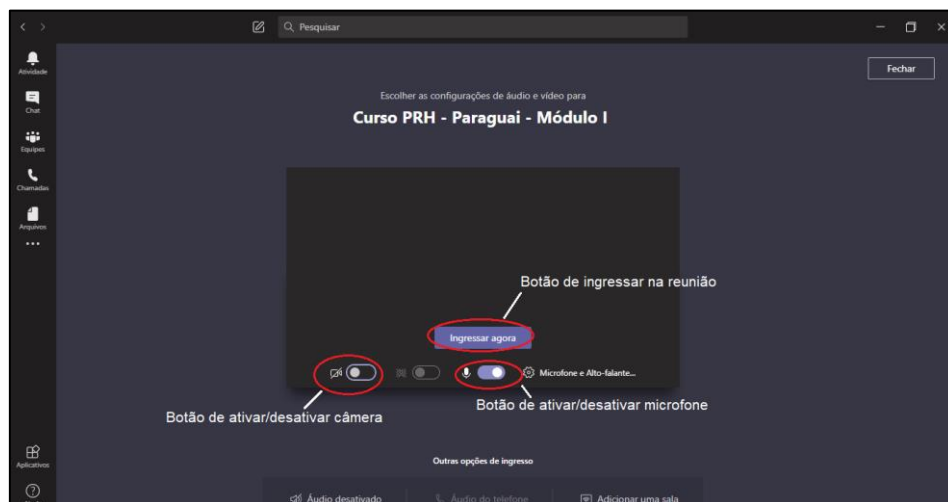 Pesquisar
Atividade
Chat
Equipes
Chamadas
Arquivos
Fechar
Escolher as configurações de áudio e vídeo para
Curso PRH - Paraguai - Módulo I
Botão de ingressar na reunião
Ingressar agora
Microfone e Alto-falante...
Botão de ativar/desativar câmera
Botão de ativar/desativar microfone
Outras opções de ingresso
Aplicativos
Áudio desativado
Áudio do telefone
Adicionar uma sala